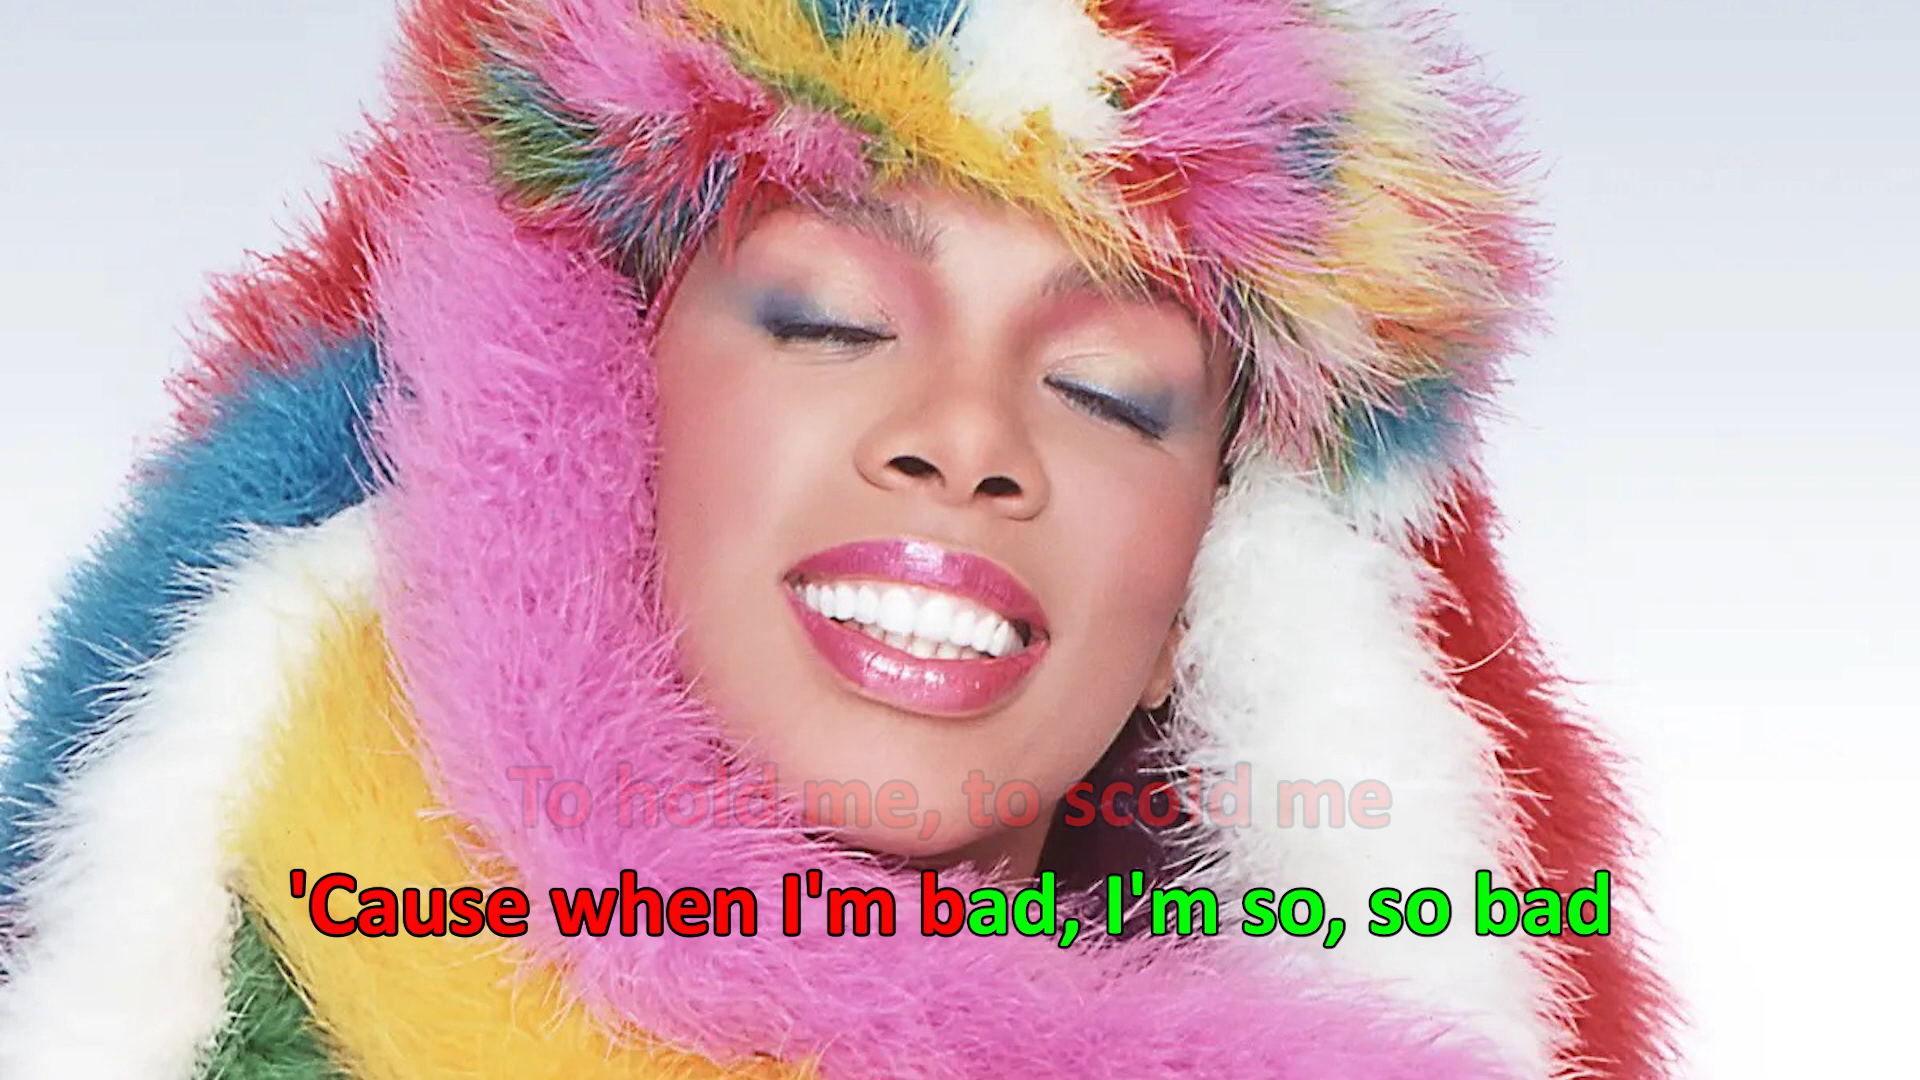 To hold me, to scold me
'Cause when I'm bad, I'm so, so bad